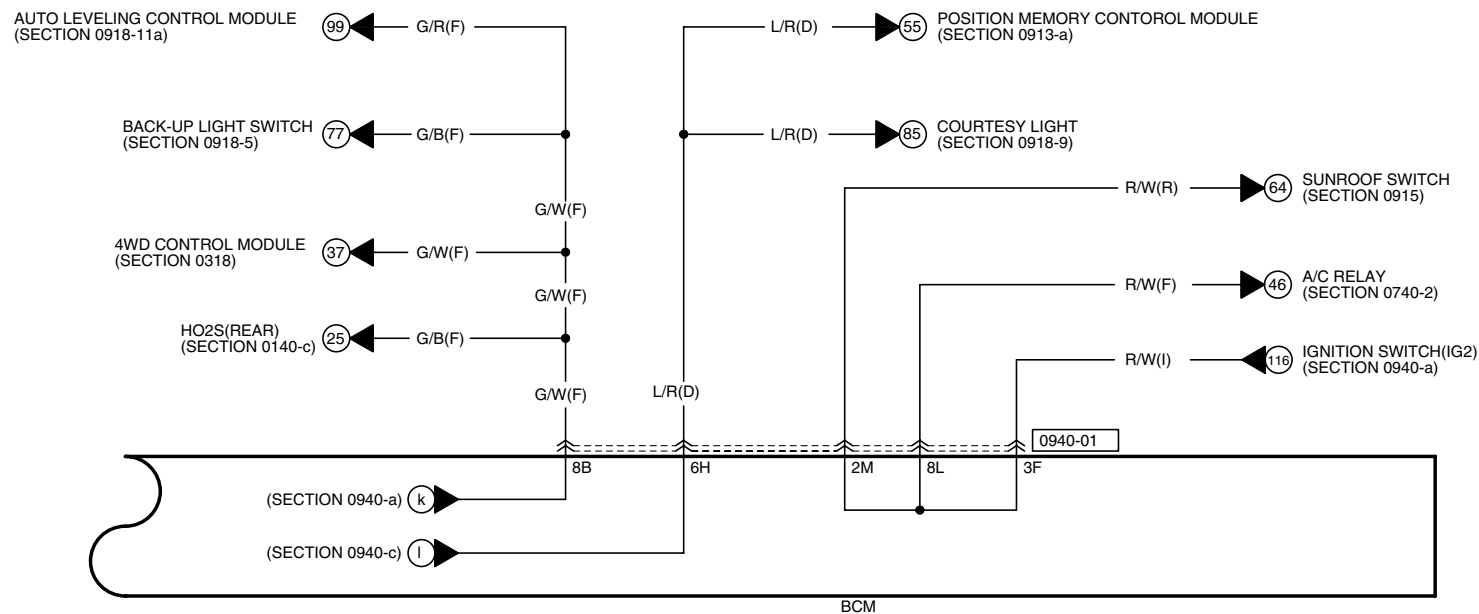 AUTO LEVELING CONTROL MODULE
(SECTION 0918-11a)
99
G/R(F)
L/R(D)
55
POSITION MEMORY CONTOROL MODULE
(SECTION 0913-a)
BACK-UP LIGHT SWITCH
(SECTION 0918-5)
77
G/B(F)
L/R(D)
85
COURTESY LIGHT
(SECTION 0918-9)
R/W(R)
64
SUNROOF SWITCH
(SECTION 0915)
G/W(F)
4WD CONTROL MODULE
(SECTION 0318)
37
G/W(F)
G/W(F)
R/W(F)
46
A/C RELAY
(SECTION 0740-2)
HO2S(REAR)
(SECTION 0140-c)
25
G/B(F)
R/W(I)
116
IGNITION SWITCH(IG2)
(SECTION 0940-a)
G/W(F)
L/R(D)
0940-01
8B
6H
2M
8L
3F
(SECTION 0940-a)
k
(SECTION 0940-c)
l
BCM